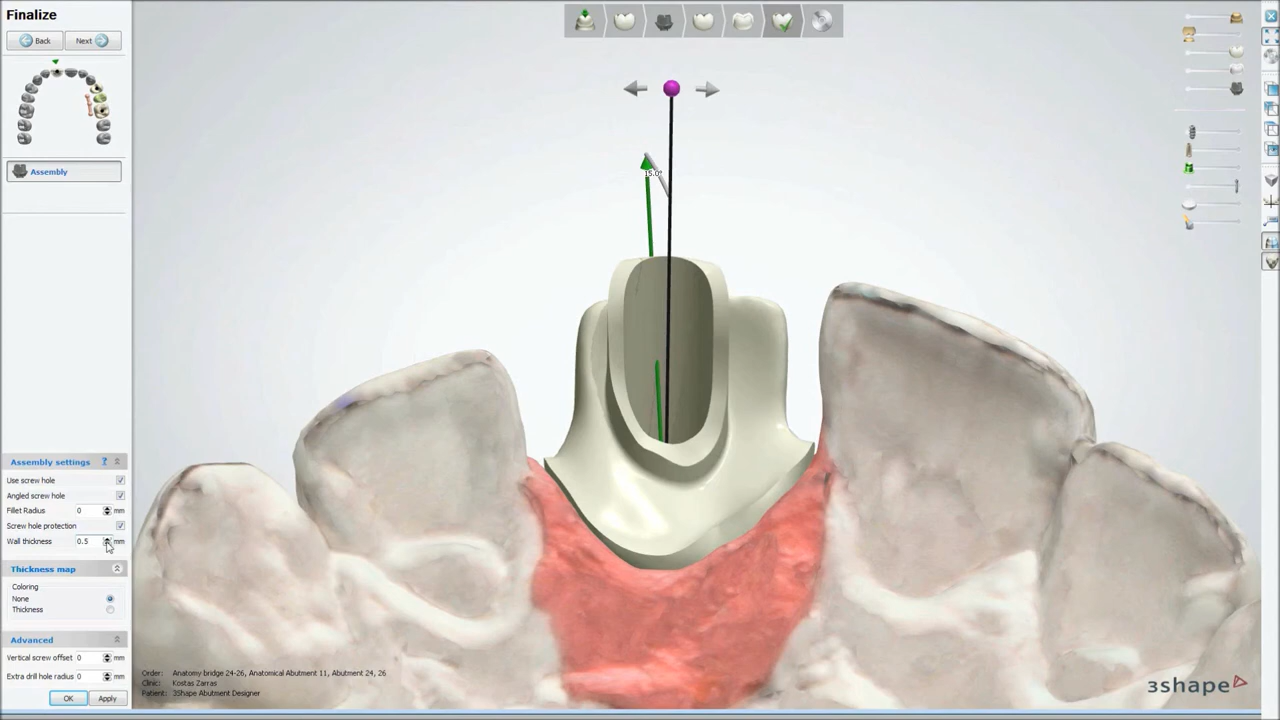 Finalize
Back
Next
Assembly
15.0°
Assembly settings ?
Use screw hole
Angled screw hole
Fillet Radius 0 mm
Screw hole protection
Wall thickness 0.5 mm
Thickness map
Coloring
None
Thickness
Advanced
Vertical screw offset 0 mm
Extra drill hole radius 0 mm
OK
Apply
Order: Anatomy bridge 24-26, Anatomical Abutment 11, Abutment 24, 26
Clinic: Kostas Zarras
Patient: 3Shape Abutment Designer
3shape